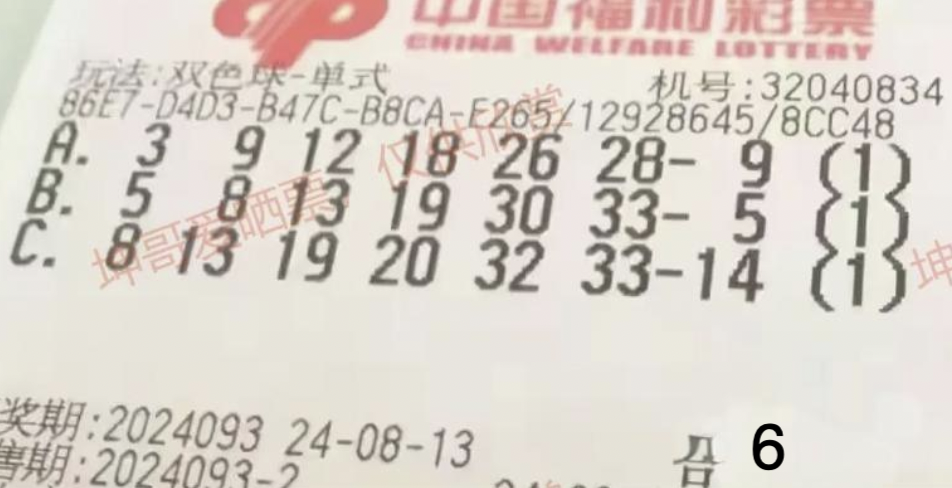 中国福利彩票
CHINA WELFARE LOTTERY
玩法:双色球-单式 机号:32040834
86E7-D4D3-B47C-B8CA-E265/12928645/8CC48
A. 3 9 12 18 26 28- 9 (1)
B. 5 8 13 19 30 33- 5 (1)
C. 8 13 19 20 32 33-14 (1)
坤哥爱晒票 仅供欣赏
坤
奖期:2024093 24-08-13
售期:2024093-2
合 6